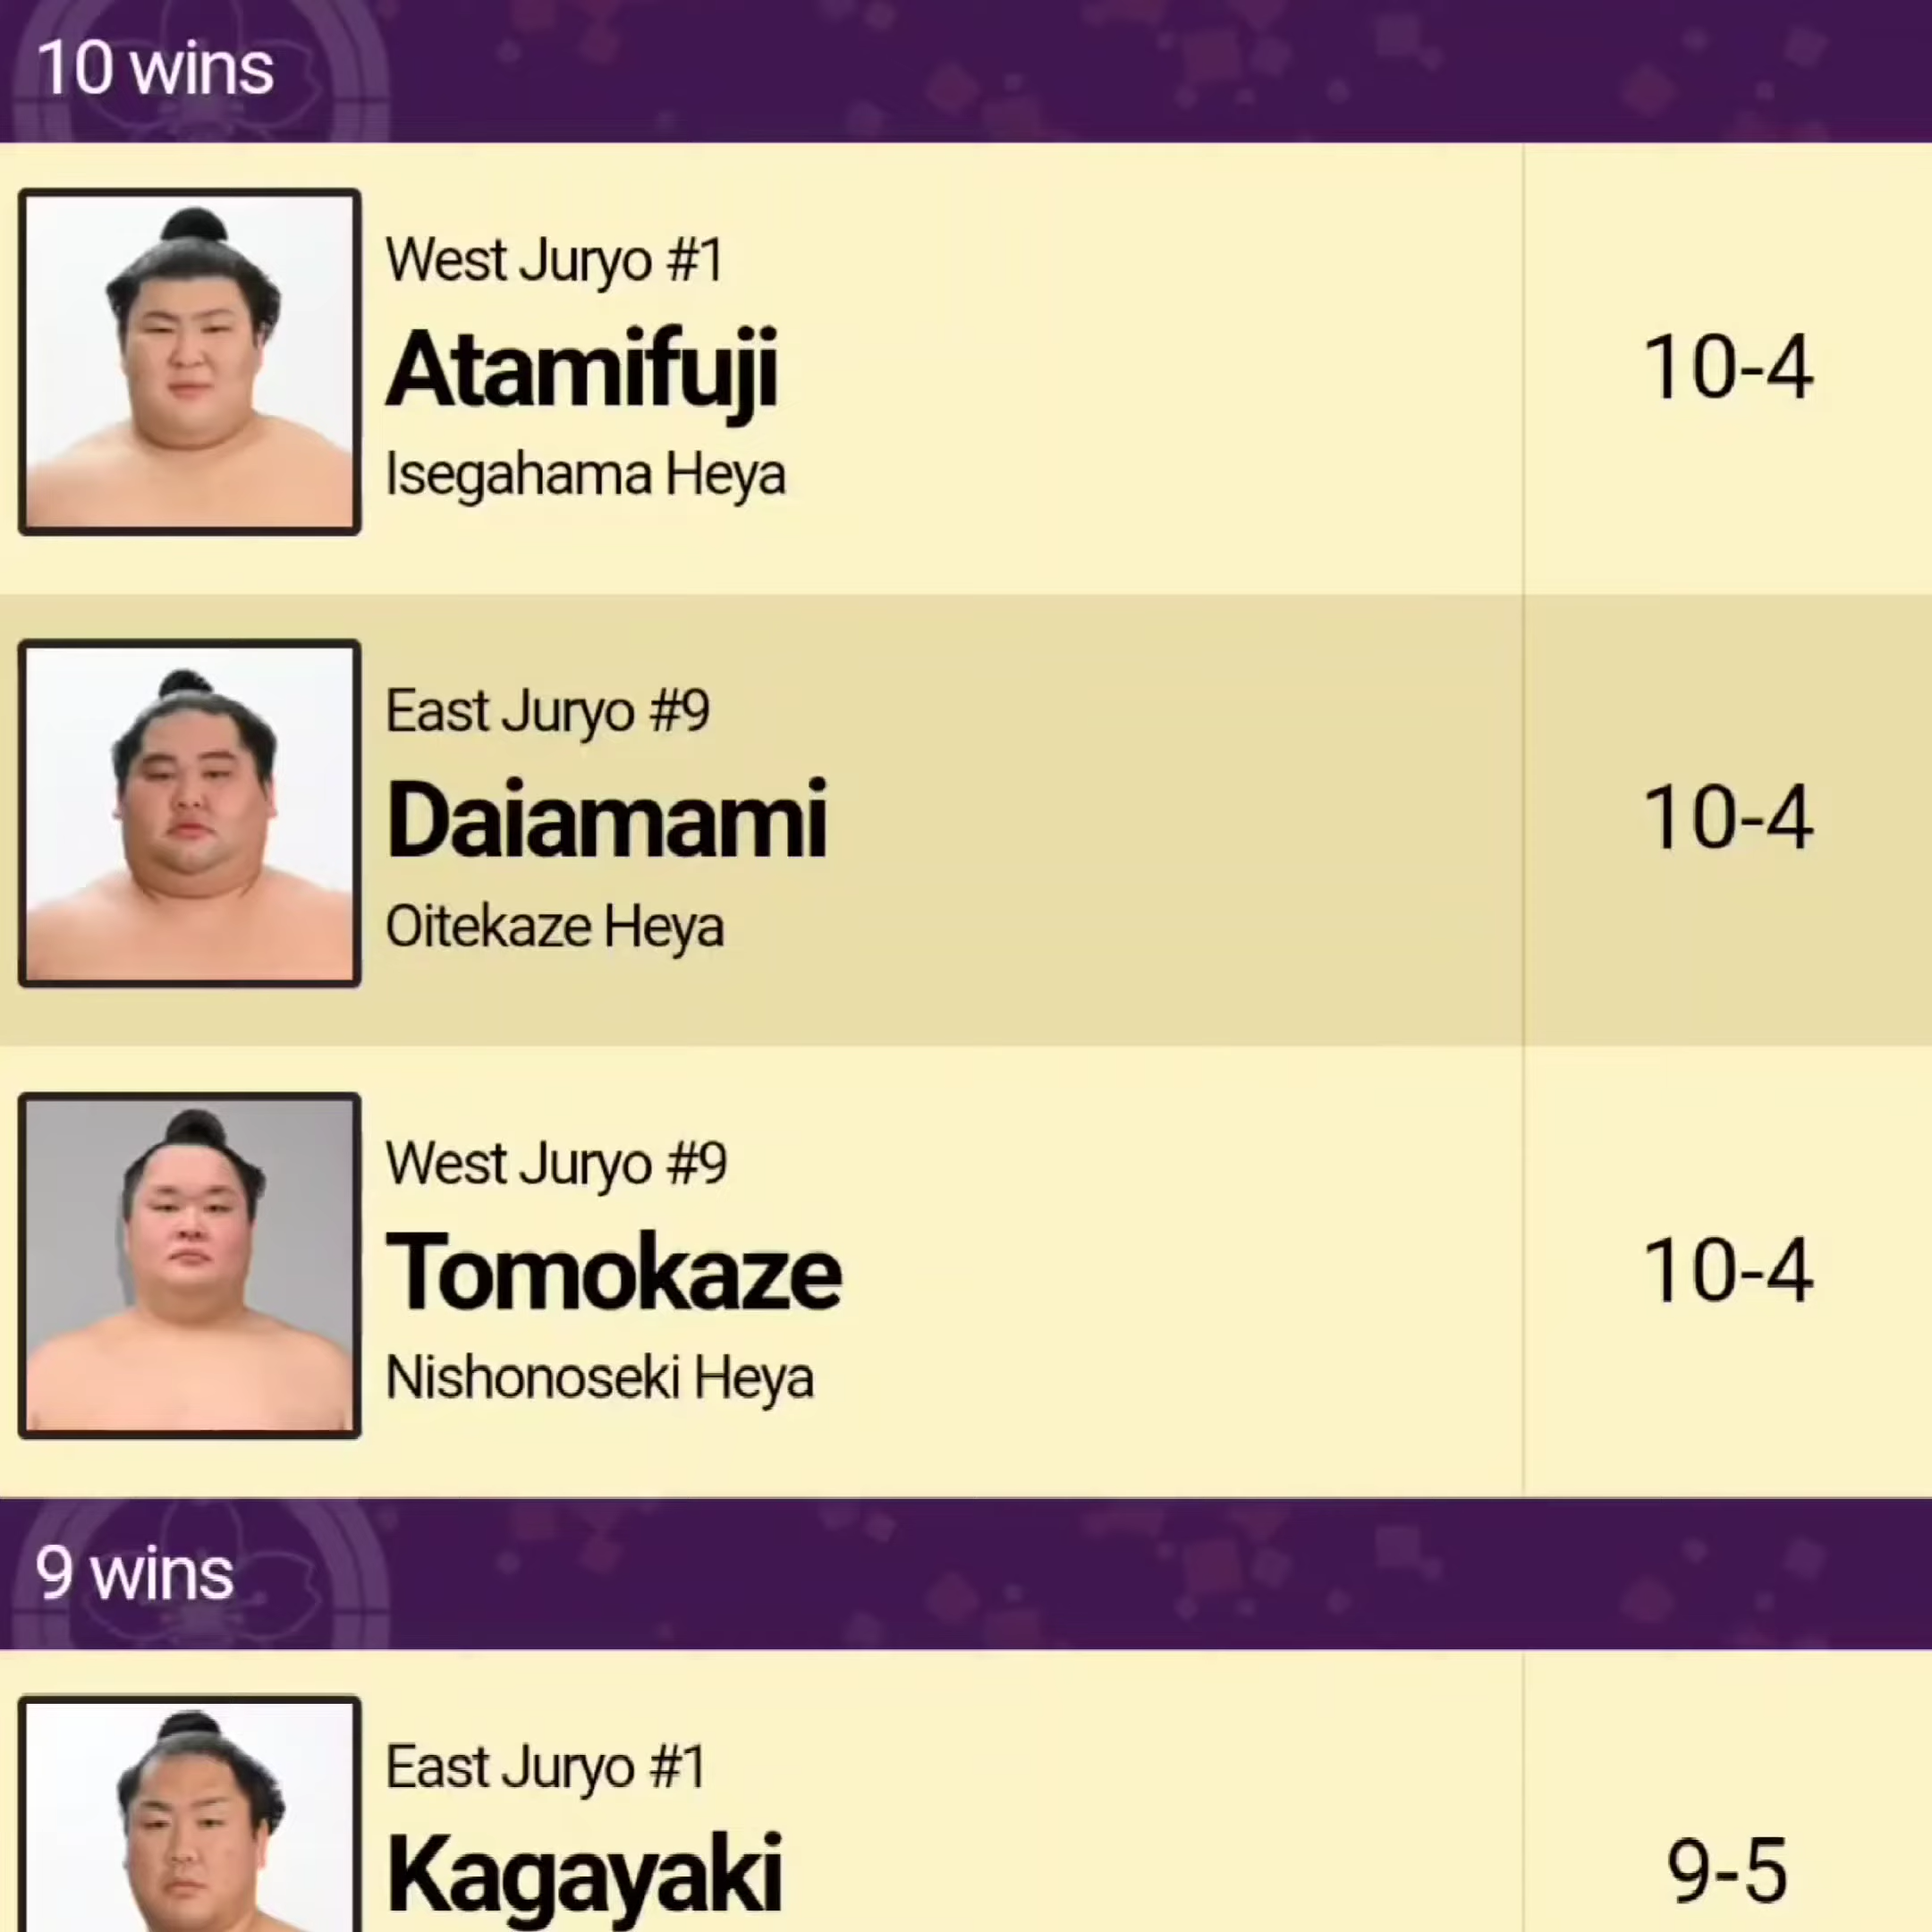 10 wins
West Juryo #1
Atamifuji
10-4
Isegahama Heya
East Juryo #9
Daiamami
10-4
Oitekaze Heya
West Juryo #9
Tomokaze
10-4
Nishonoseki Heya
9 wins
East Juryo #1
Kagayaki
9-5